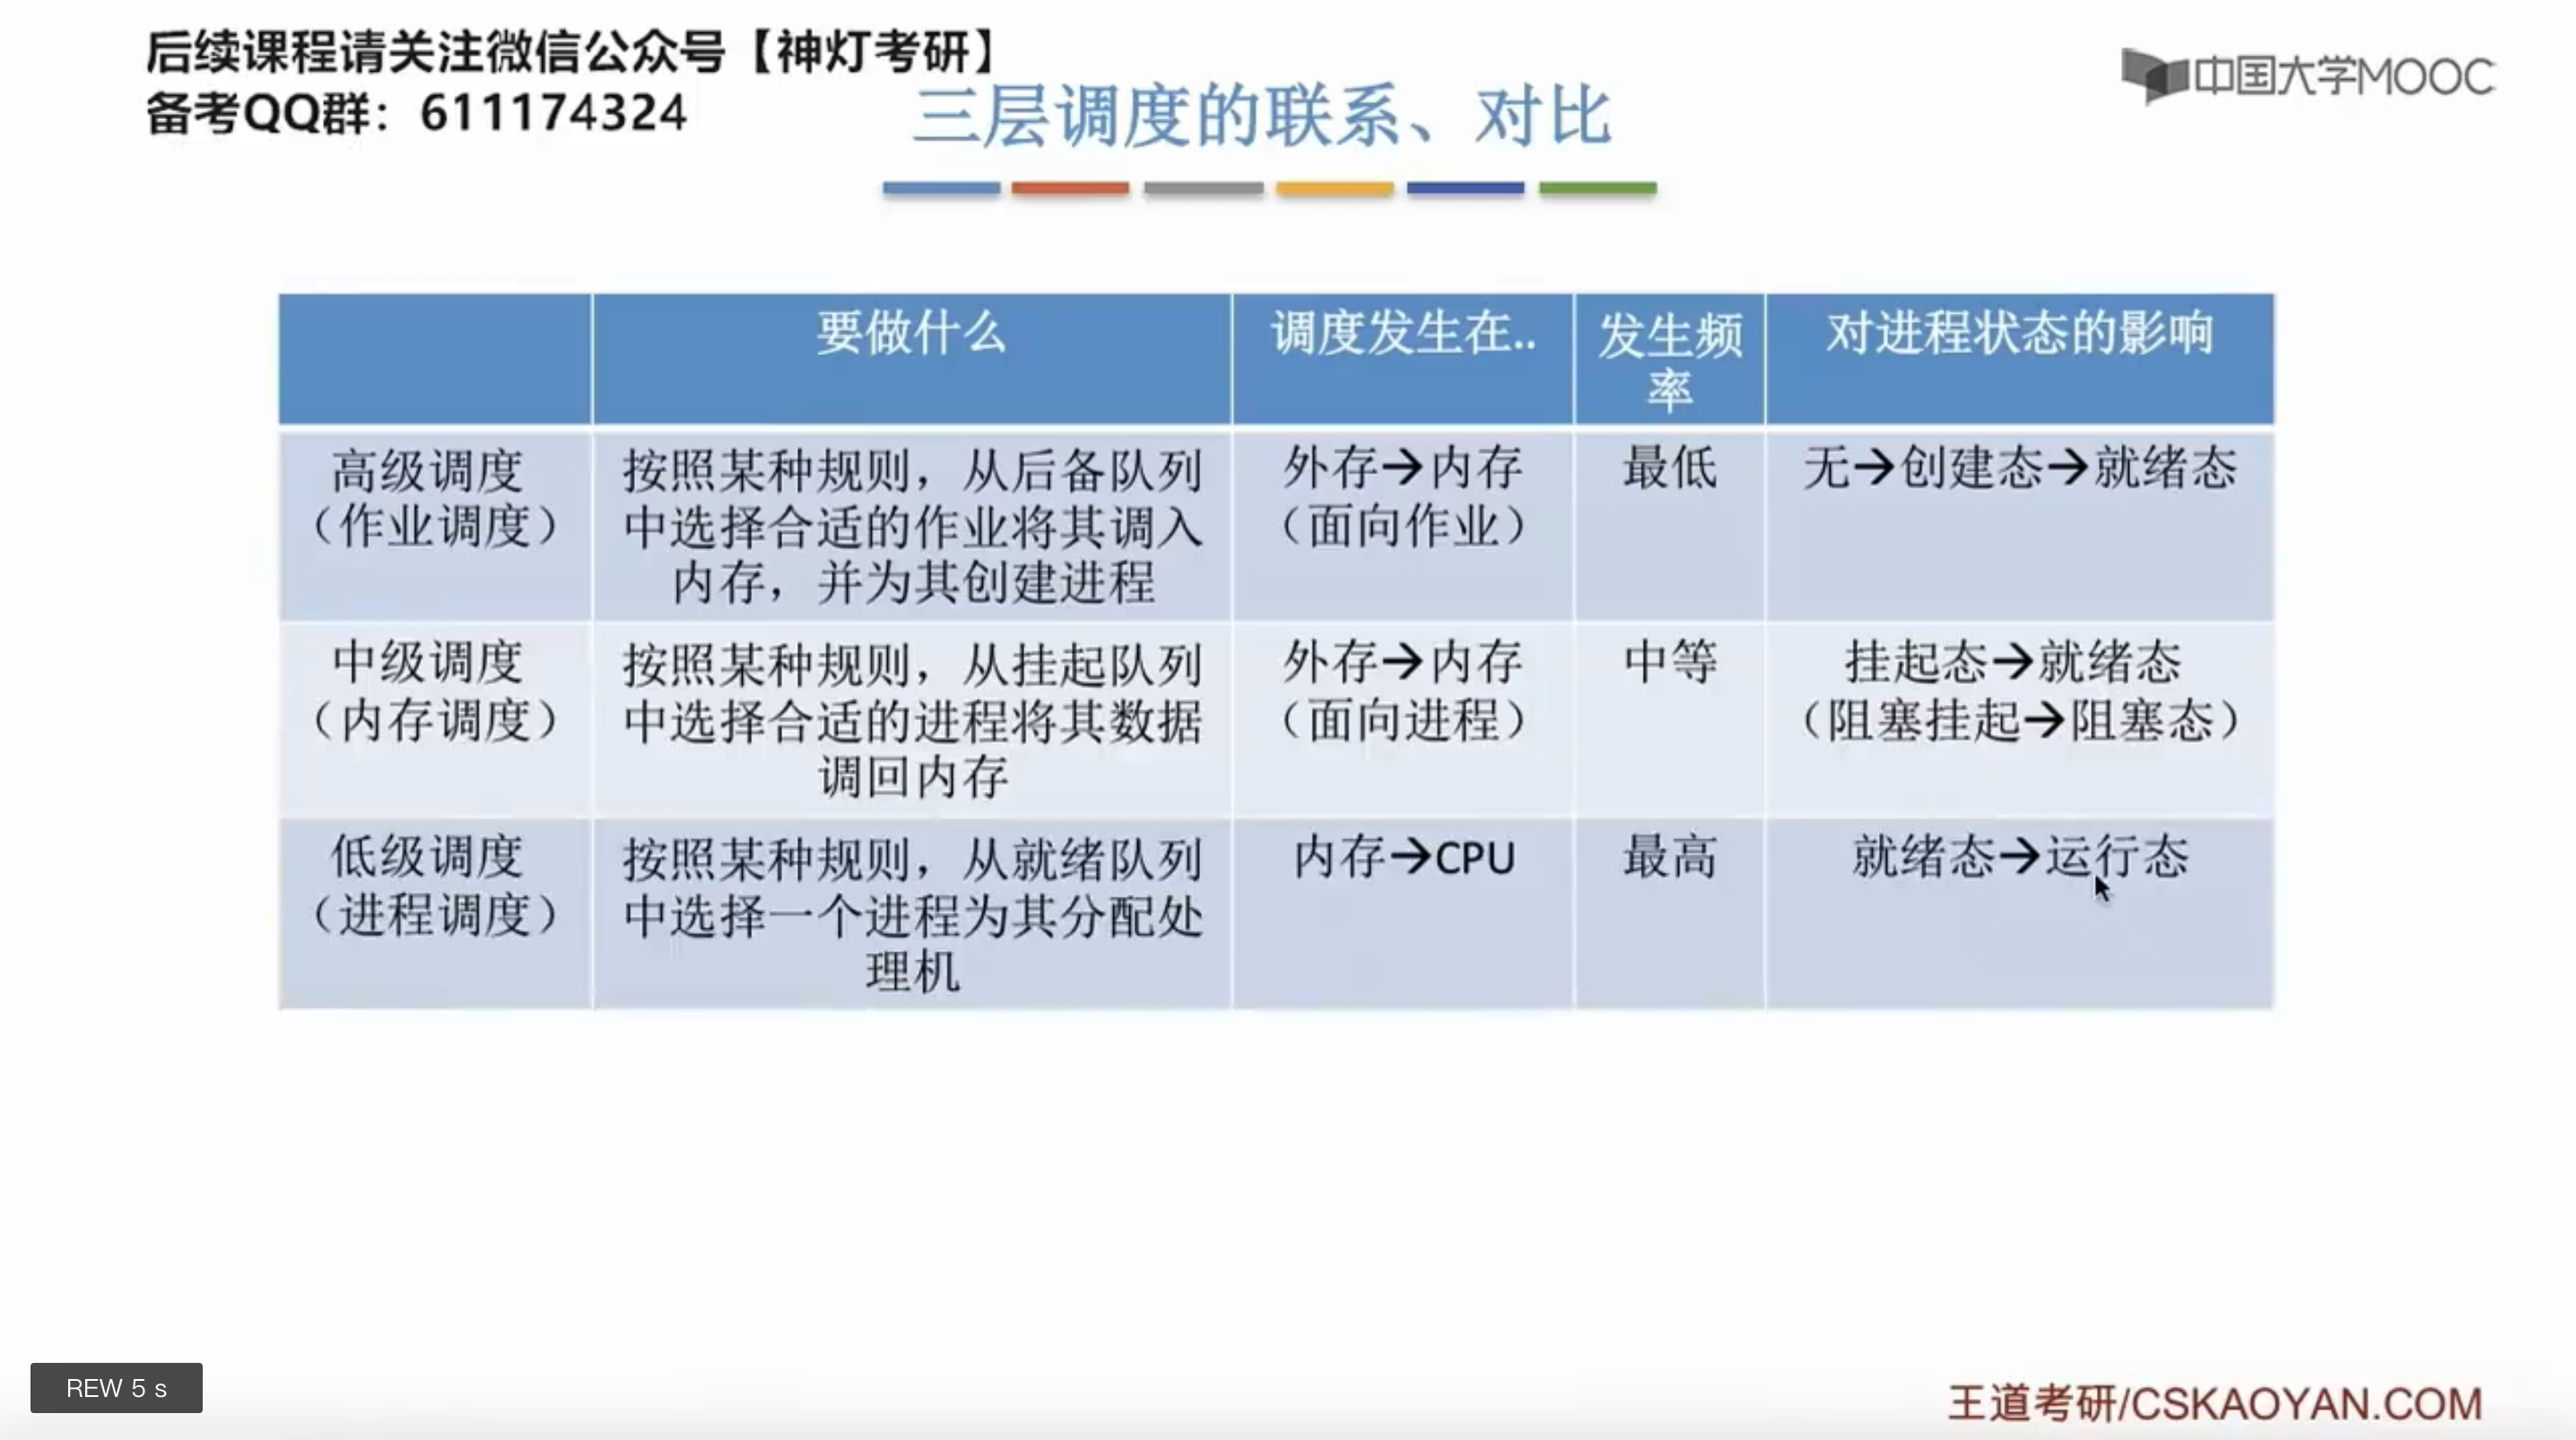 后续课程请关注微信公众号【神灯考研】
备考QQ群：611174324
中国大学MOOC
三层调度的联系、对比
要做什么
调度发生在..
发生频
率
对进程状态的影响
高级调度
（作业调度）
按照某种规则，从后备队列
中选择合适的作业将其调入
内存，并为其创建进程
外存→内存
（面向作业）
最低
无→创建态→就绪态
中级调度
（内存调度）
按照某种规则，从挂起队列
中选择合适的进程将其数据
调回内存
外存→内存
（面向进程）
中等
挂起态→就绪态
（阻塞挂起→阻塞态）
低级调度
（进程调度）
按照某种规则，从就绪队列
中选择一个进程为其分配处
理机
内存→CPU
最高
就绪态→运行态
REW 5 s
王道考研/CSKAOYAN.COM